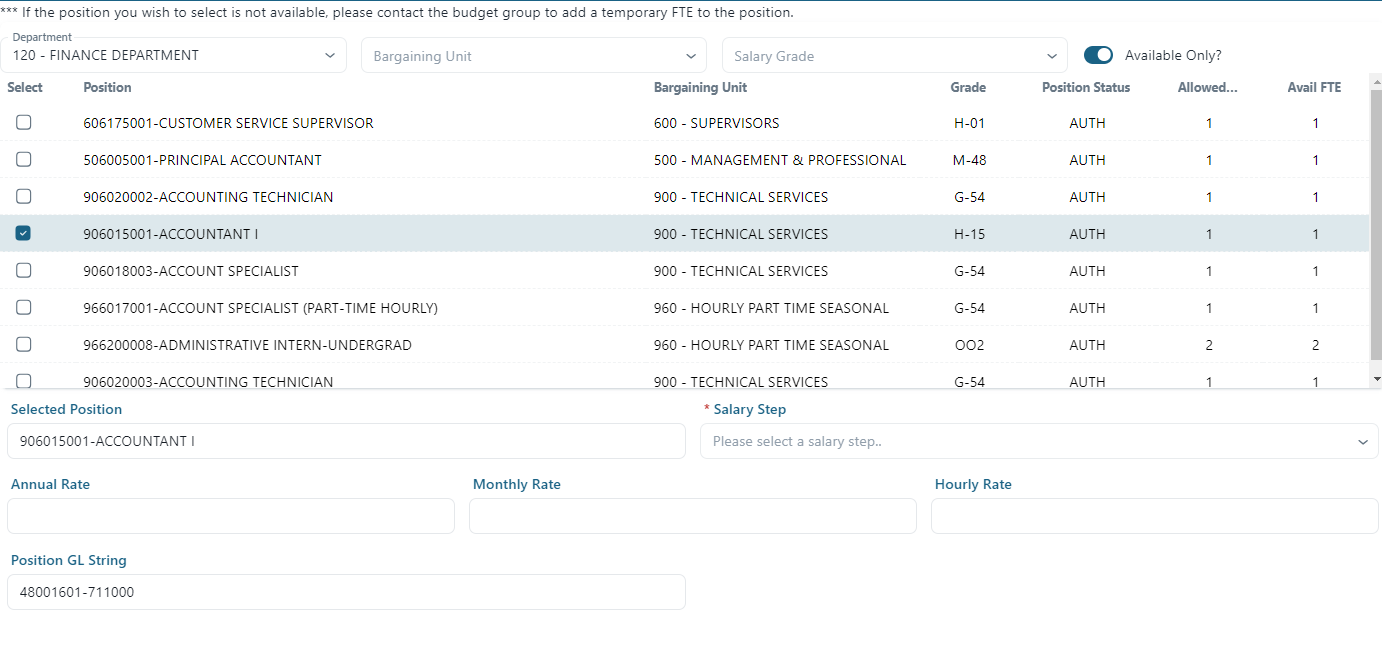 *** If the position you wish to select is not available, please contact the budget group to add a temporary FTE to the position.
Department
120 - FINANCE DEPARTMENT Bargaining Unit Salary Grade Available Only?
Select Position Bargaining Unit Grade Position Status Allowed... Avail FTE
606175001-CUSTOMER SERVICE SUPERVISOR 600 - SUPERVISORS H-01 AUTH 1 1
506005001-PRINCIPAL ACCOUNTANT 500 - MANAGEMENT & PROFESSIONAL M-48 AUTH 1 1
906020002-ACCOUNTING TECHNICIAN 900 - TECHNICAL SERVICES G-54 AUTH 1 1
906015001-ACCOUNTANT I 900 - TECHNICAL SERVICES H-15 AUTH 1 1
906018003-ACCOUNT SPECIALIST 900 - TECHNICAL SERVICES G-54 AUTH 1 1
966017001-ACCOUNT SPECIALIST (PART-TIME HOURLY) 960 - HOURLY PART TIME SEASONAL G-54 AUTH 1 1
966200008-ADMINISTRATIVE INTERN-UNDERGRAD 960 - HOURLY PART TIME SEASONAL OO2 AUTH 2 2
906020003-ACCOUNTING TECHNICIAN 900 - TECHNICAL SERVICES G-54 AUTH 1 1
Selected Position * Salary Step
906015001-ACCOUNTANT I Please select a salary step..
Annual Rate Monthly Rate Hourly Rate
Position GL String
48001601-711000